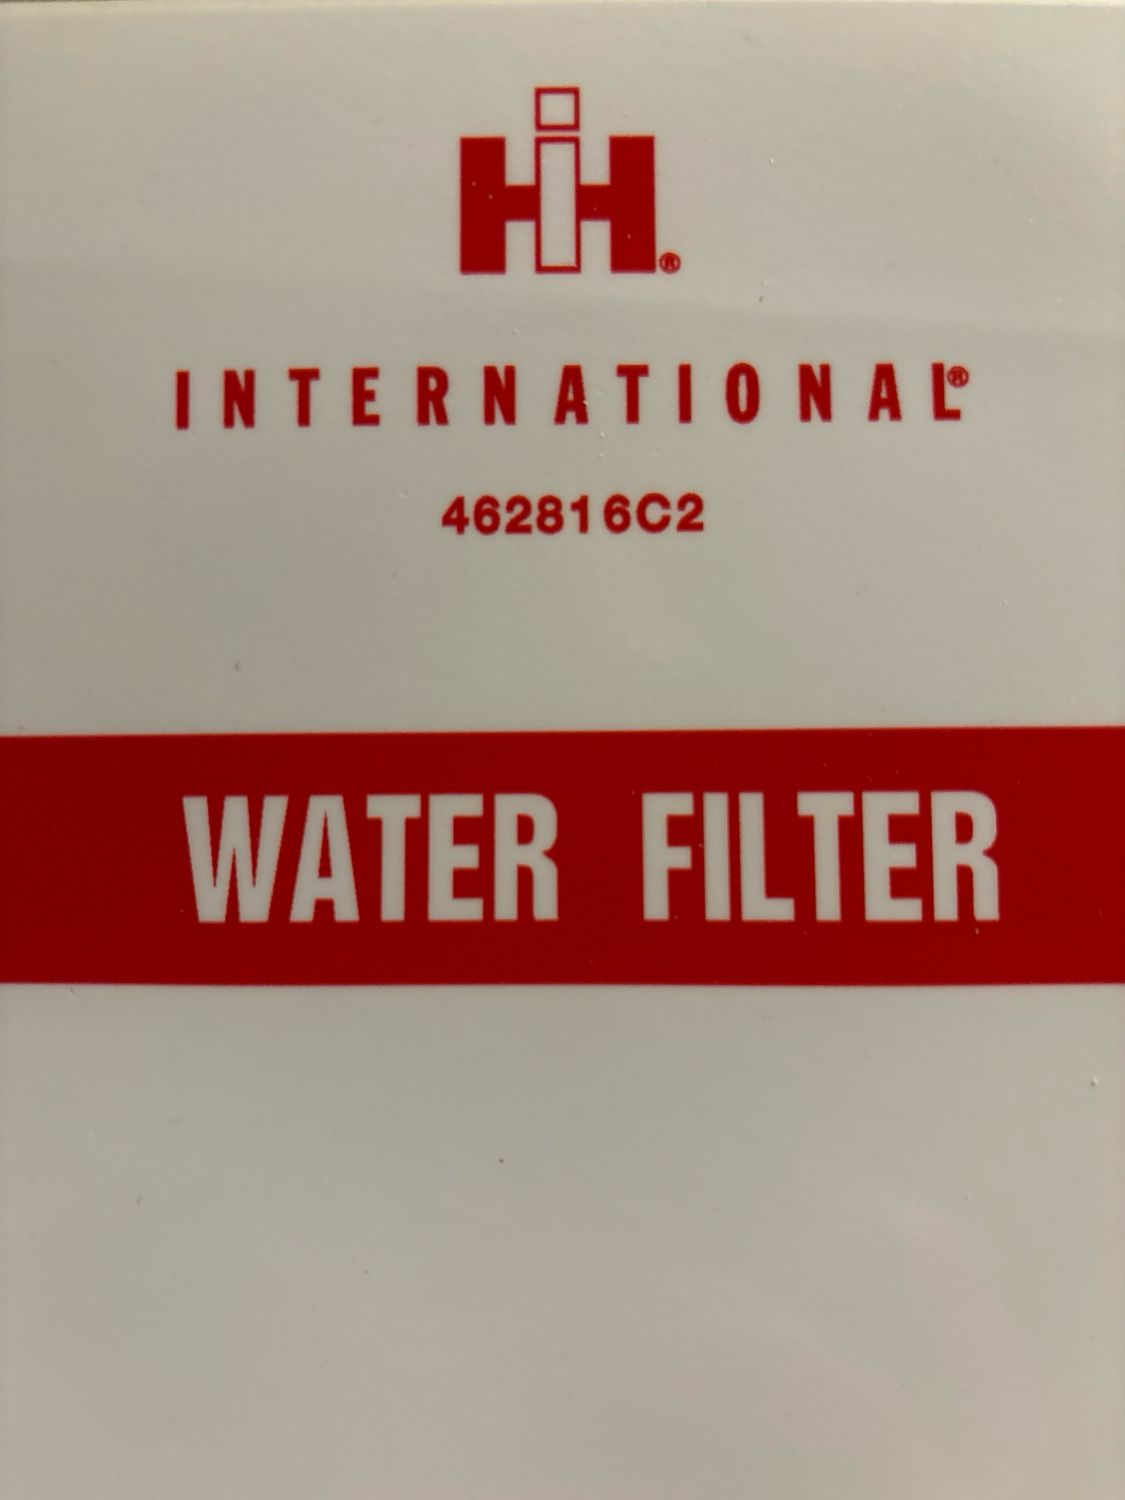 IH®
INTERNATIONAL®
462816C2
WATER FILTER